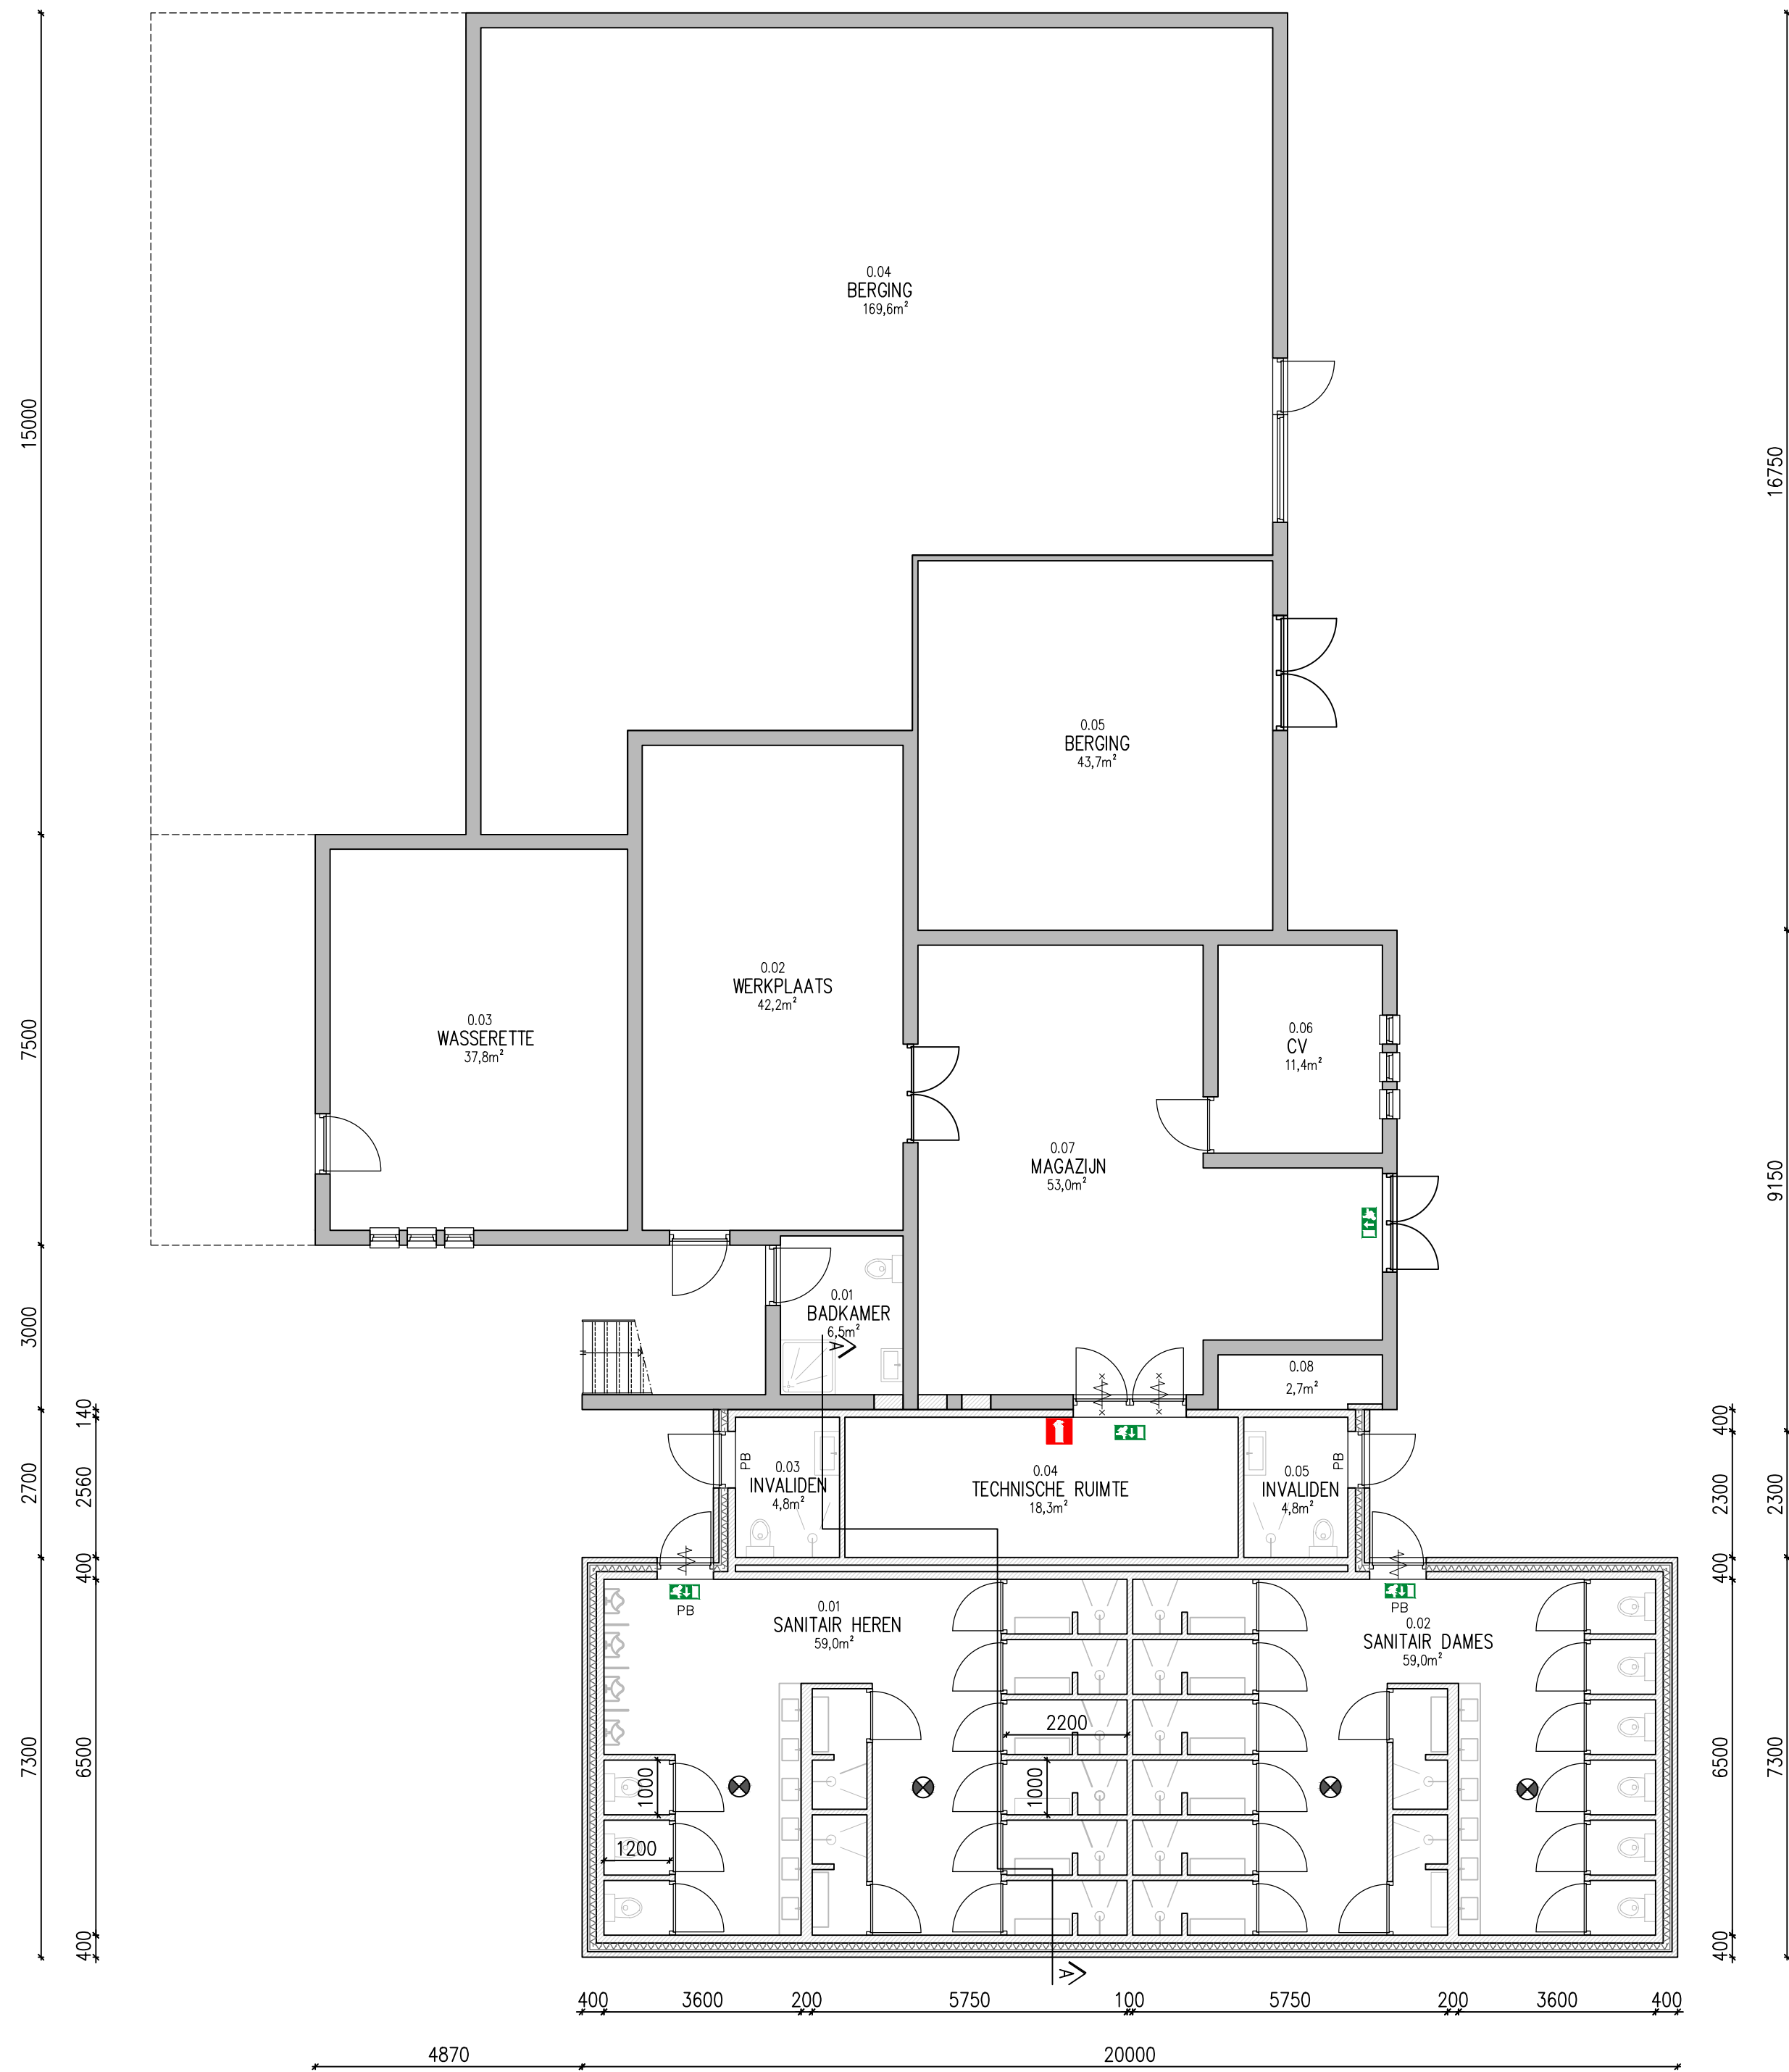 0.04
BERGING
169,6m²
15000
16750
0.05
BERGING
43,7m²
0.02
WERKPLAATS
42,2m²
0.03
WASSERETTE
37,8m²
0.06
CV
11,4m²
7500
0.07
MAGAZIJN
53,0m²
9150
0.01
BADKAMER
6,5m²
A
3000
0.08
2,7m²
140
400
2700
2560
PB
0.03
INVALIDEN
4,8m²
0.04
TECHNISCHE RUIMTE
18,3m²
PB
0.05
INVALIDEN
4,8m²
2300
2300
400
400
PB
0.01
SANITAIR HEREN
59,0m²
PB
0.02
SANITAIR DAMES
59,0m²
2200
7300
6500
1000
1000
6500
7300
1200
400
400
A
400
3600
200
5750
100
5750
200
3600
400
4870
20000